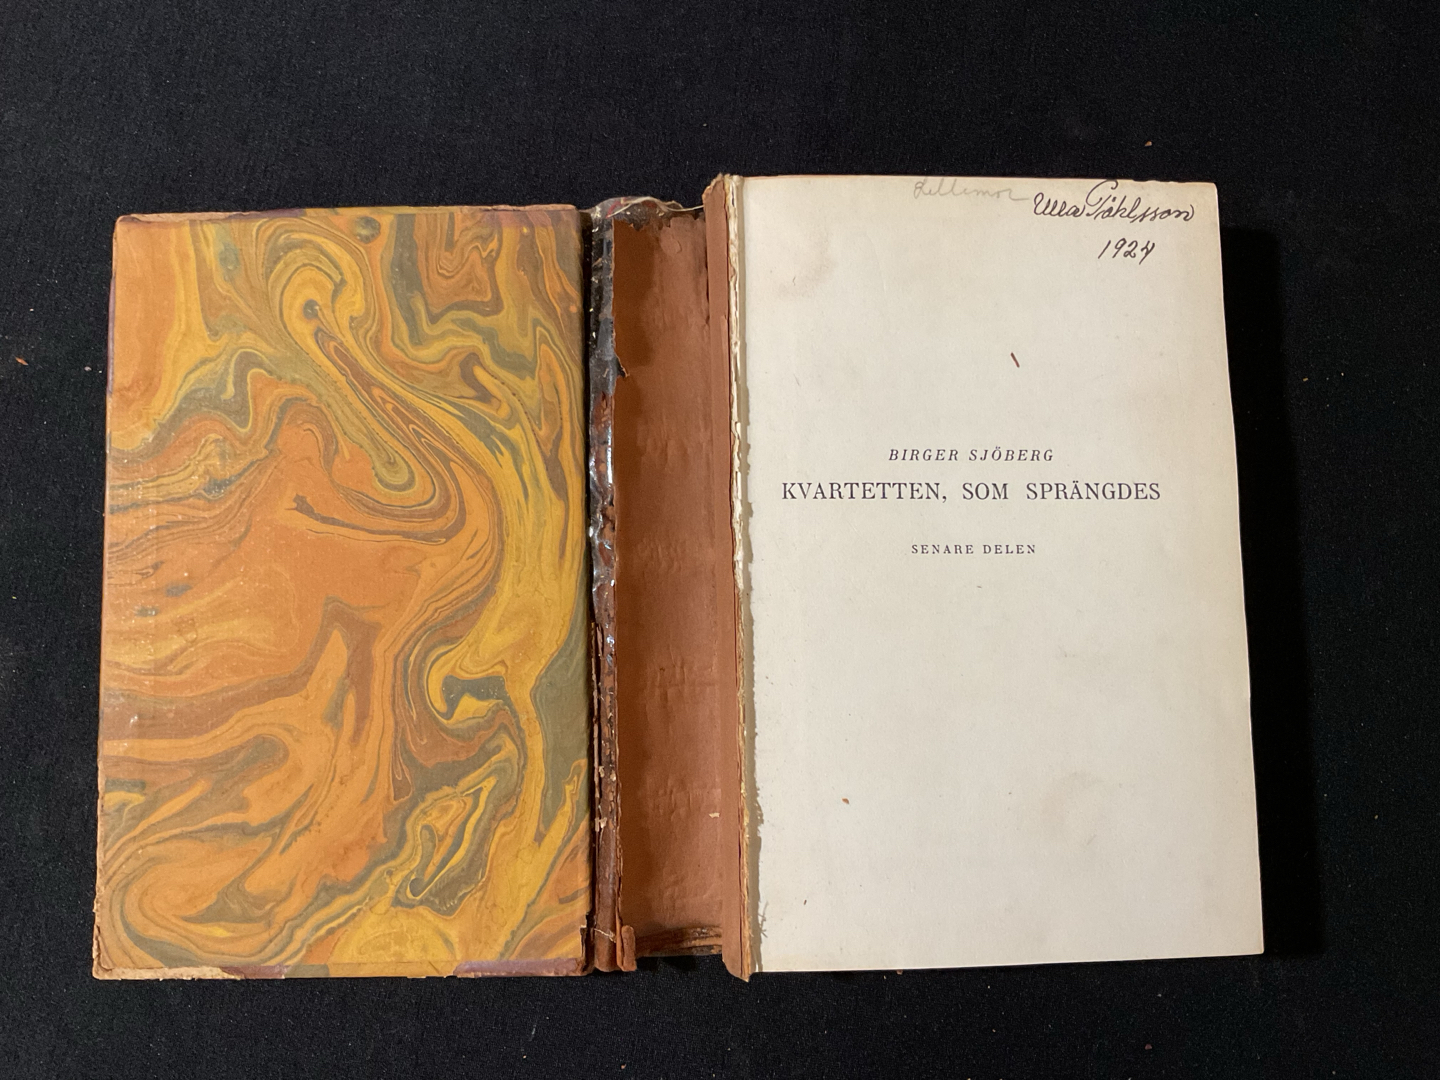 Lillemor
Ulla Påhlsson
1924
BIRGER SJÖBERG
KVARTETTEN, SOM SPRÄNGDES
SENARE DELEN